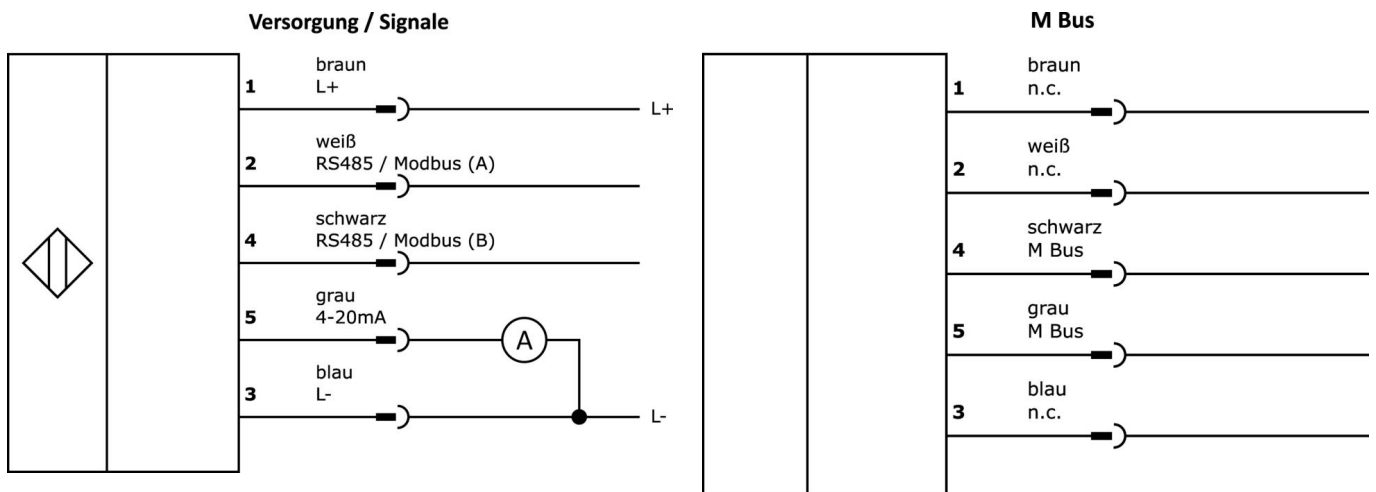 Versorgung / Signale
braun
1 L+
L+
weiß
2 RS485 / Modbus (A)
schwarz
4 RS485 / Modbus (B)
grau
5 4-20mA
A
blau
3 L-
L-
M Bus
braun
1 n.c.
weiß
2 n.c.
schwarz
4 M Bus
grau
5 M Bus
blau
3 n.c.